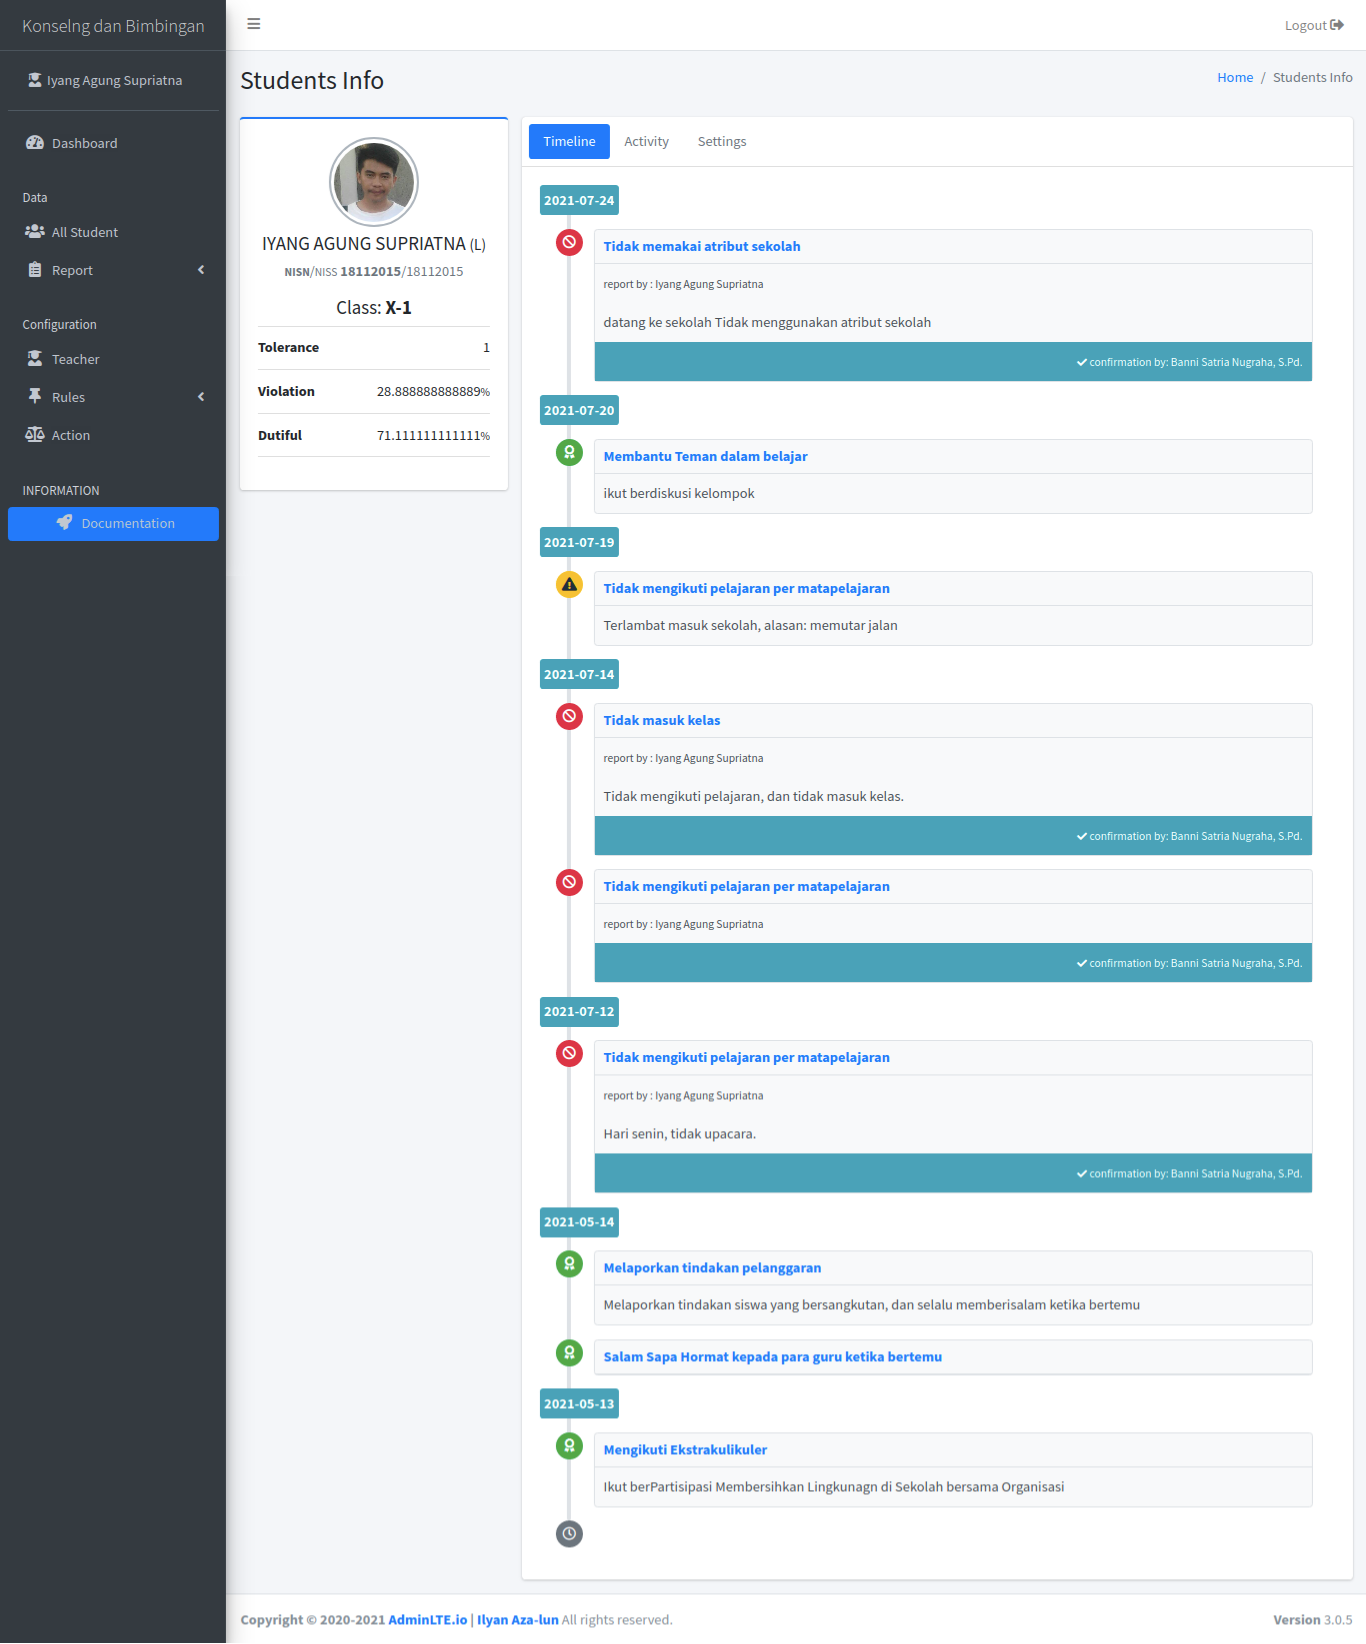 Konselng dan Bimbingan
Logout
Iyang Agung Supriatna
Dashboard
Data
All Student
Report
Configuration
Teacher
Rules
Action
INFORMATION
Documentation
Students Info
Home / Students Info
IYANG AGUNG SUPRIATNA (L)
NISN/NISS 18112015/18112015
Class: X-1
Tolerance 1
Violation 28.888888888889%
Dutiful 71.111111111111%
Timeline Activity Settings
2021-07-24
Tidak memakai atribut sekolah
report by : Iyang Agung Supriatna
datang ke sekolah Tidak menggunakan atribut sekolah
confirmation by: Banni Satria Nugraha, S.Pd.
2021-07-20
Membantu Teman dalam belajar
ikut berdiskusi kelompok
2021-07-19
Tidak mengikuti pelajaran per matapelajaran
Terlambat masuk sekolah, alasan: memutar jalan
2021-07-14
Tidak masuk kelas
report by : Iyang Agung Supriatna
Tidak mengikuti pelajaran, dan tidak masuk kelas.
confirmation by: Banni Satria Nugraha, S.Pd.
Tidak mengikuti pelajaran per matapelajaran
report by : Iyang Agung Supriatna
confirmation by: Banni Satria Nugraha, S.Pd.
2021-07-12
Tidak mengikuti pelajaran per matapelajaran
report by : Iyang Agung Supriatna
Hari senin, tidak upacara.
confirmation by: Banni Satria Nugraha, S.Pd.
2021-05-14
Melaporkan tindakan pelanggaran
Melaporkan tindakan siswa yang bersangkutan, dan selalu memberisalam ketika bertemu
Salam Sapa Hormat kepada para guru ketika bertemu
2021-05-13
Mengikuti Ekstrakulikuler
Ikut berPartisipasi Membersihkan Lingkunagn di Sekolah bersama Organisasi
Copyright © 2020-2021 AdminLTE.io | Ilyan Aza-lun All rights reserved.
Version 3.0.5